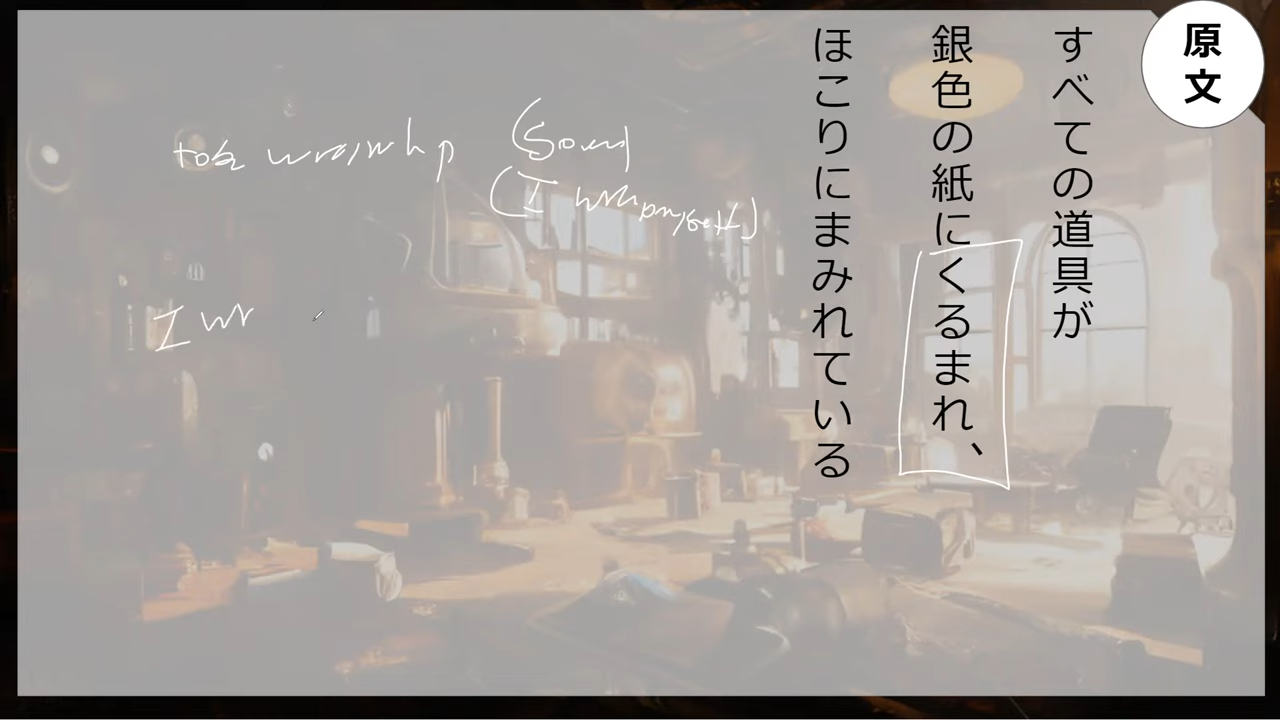 原文
すべての道具が
銀色の紙にくるまれ、
ほこりにまみれている
I wr